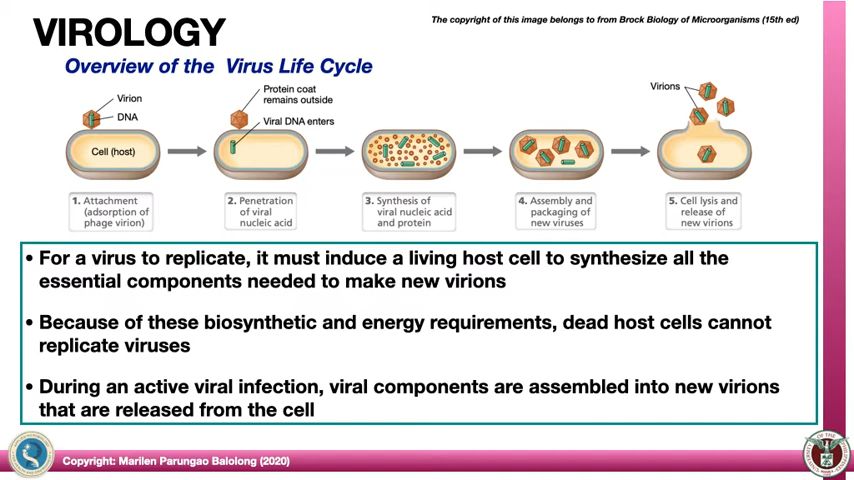 The copyright of this image belongs to from Brock Biology of Microorganisms (15th ed)
VIROLOGY
Overview of the Virus Life Cycle
Virion
DNA
Cell (host)
Protein coat
remains outside
Viral DNA enters
Virions
1. Attachment
(adsorption of
phage virion)
2. Penetration
of viral
nucleic acid
3. Synthesis of
viral nucleic acid
and protein
4. Assembly and
packaging of
new viruses
5. Cell lysis and
release of
new virions
• For a virus to replicate, it must induce a living host cell to synthesize all the
essential components needed to make new virions
• Because of these biosynthetic and energy requirements, dead host cells cannot
replicate viruses
• During an active viral infection, viral components are assembled into new virions
that are released from the cell
Copyright: Marilen Parungao Balolong (2020)